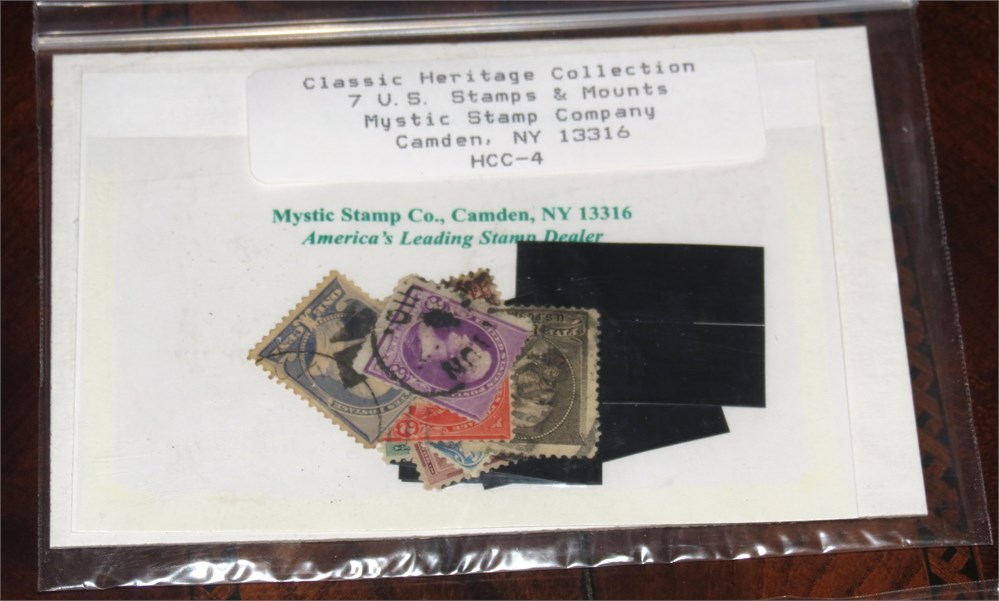 Classic Heritage Collection
7 U.S. Stamps & Mounts
Mystic Stamp Company
Camden, NY 13316
HCC-4
Mystic Stamp Co., Camden, NY 13316
America's Leading Stamp Dealer